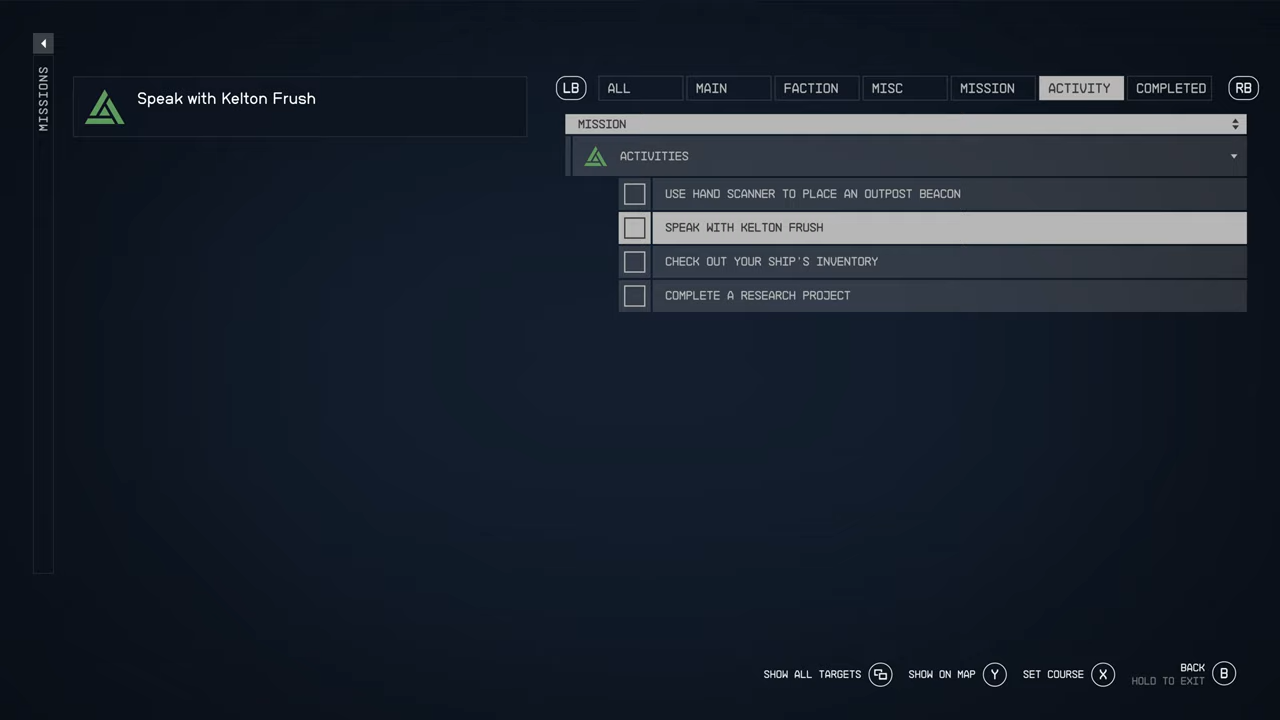 MISSIONS
Speak with Kelton Frush
LB ALL MAIN FACTION MISC MISSION ACTIVITY COMPLETED RB
MISSION
ACTIVITIES
USE HAND SCANNER TO PLACE AN OUTPOST BEACON
SPEAK WITH KELTON FRUSH
CHECK OUT YOUR SHIP'S INVENTORY
COMPLETE A RESEARCH PROJECT
SHOW ALL TARGETS SHOW ON MAP Y SET COURSE X BACK B
HOLD TO EXIT